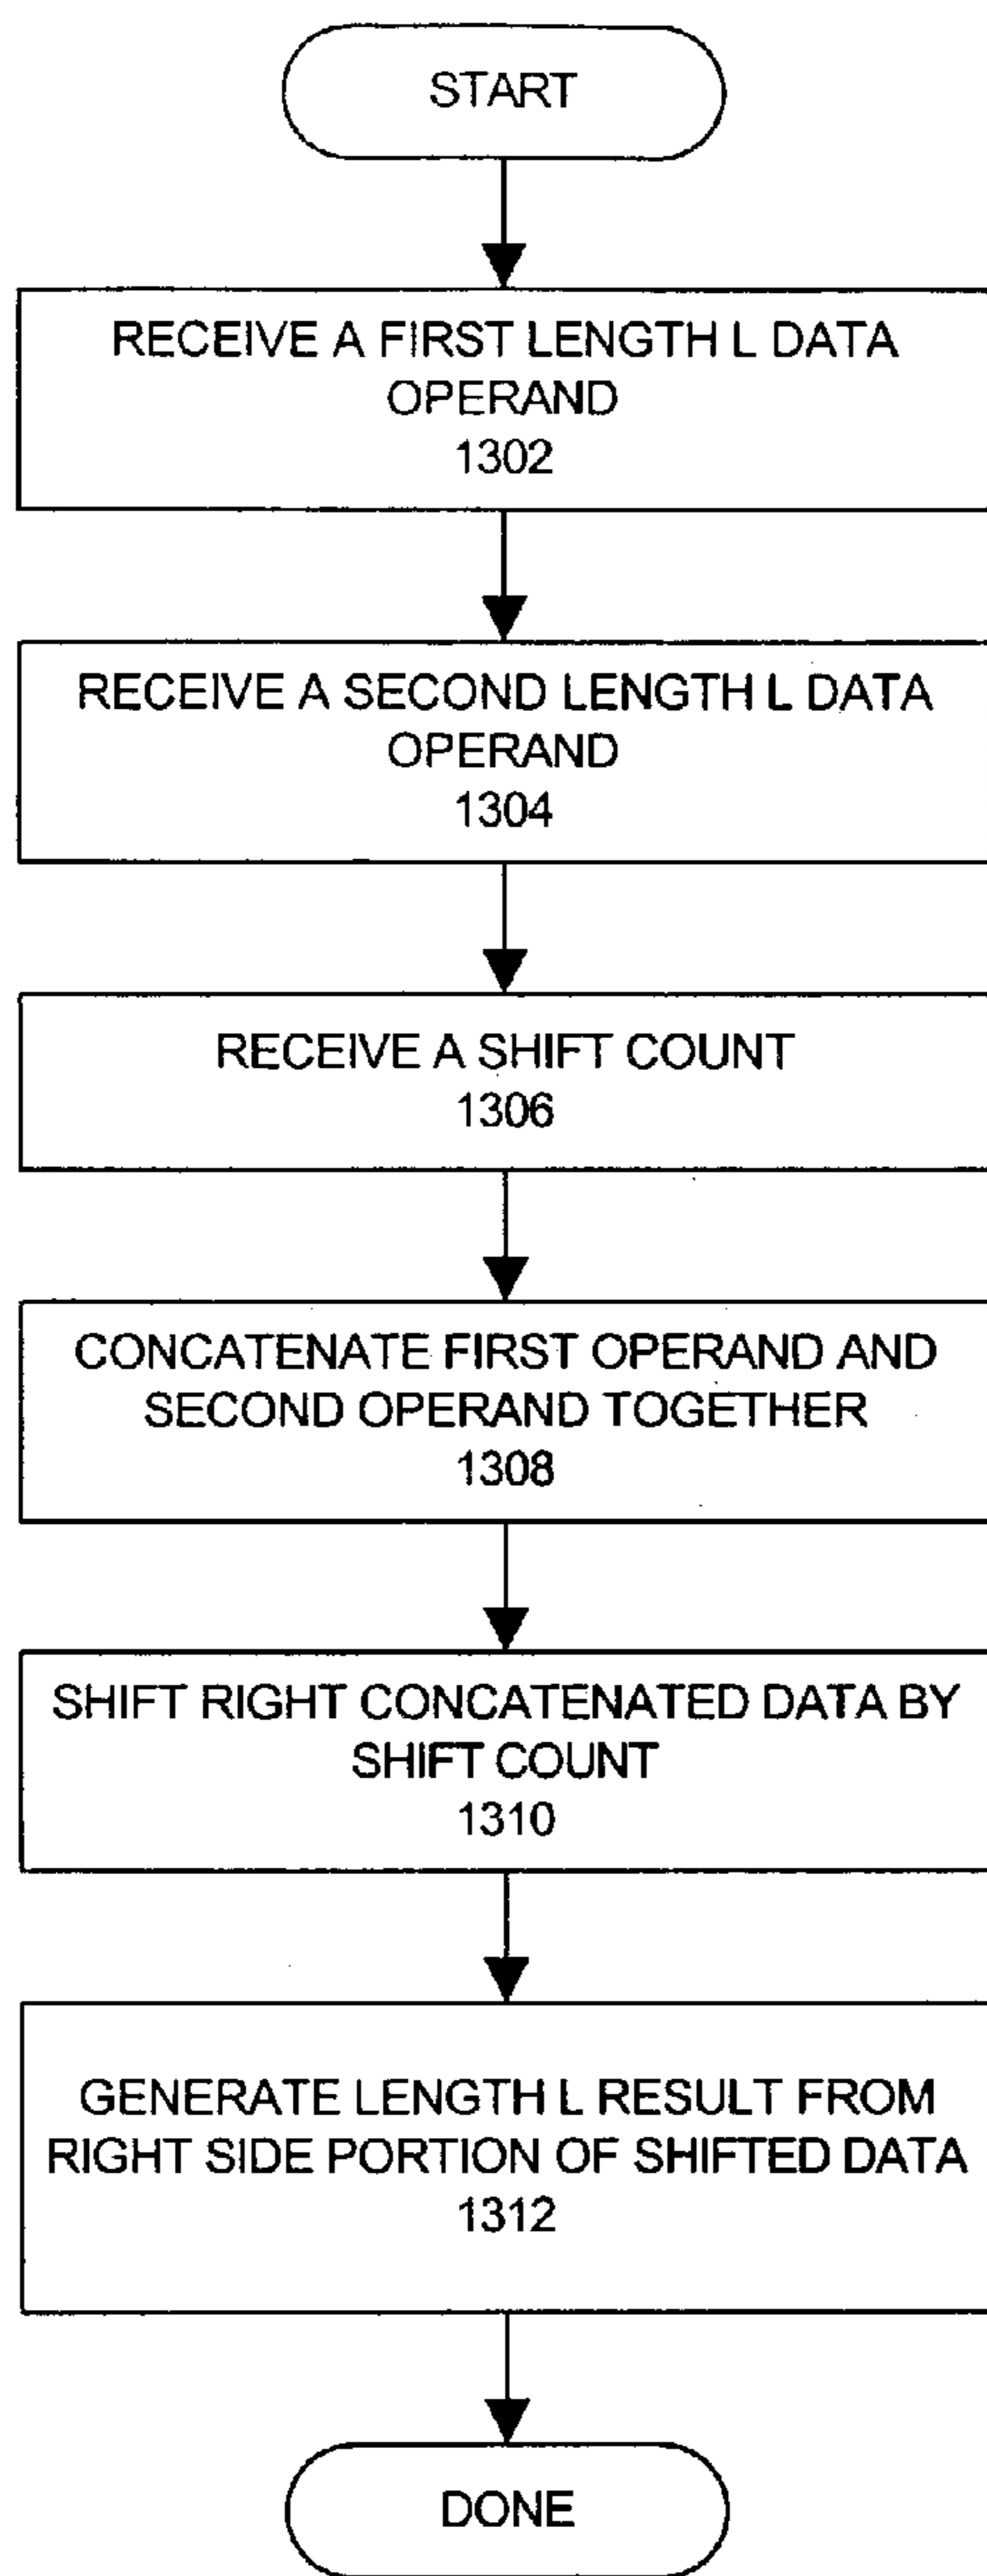 START
RECEIVE A FIRST LENGTH L DATA
OPERAND
1302
RECEIVE A SECOND LENGTH L DATA
OPERAND
1304
RECEIVE A SHIFT COUNT
1306
CONCATENATE FIRST OPERAND AND
SECOND OPERAND TOGETHER
1308
SHIFT RIGHT CONCATENATED DATA BY
SHIFT COUNT
1310
GENERATE LENGTH L RESULT FROM
RIGHT SIDE PORTION OF SHIFTED DATA
1312
DONE